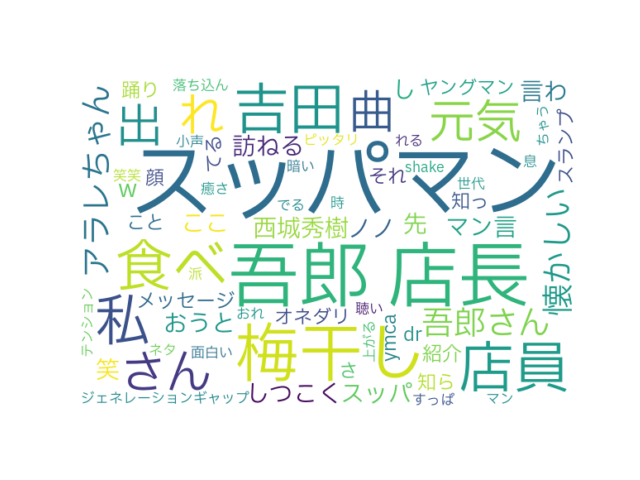 踊り
落ち込ん
吉田
曲
し
ヤングマン
言わ
アラレちゃん
出
れ
元気
ちゃう
スランプ
小声
訪ねる
ピッタリ
れる
息
笑笑
w
顔
てる
スッパマン
暗い
それ
shake
世代
知っ
癒さ
でる
時
こと
ここ
西城秀樹
ノノ
先
マン言
懐かしい
食べ
派
吾郎 店長
テンション
私
メッセージ
おうと
おれ
オネダリ
聴い
ymca
吾郎さん
dr
梅干し
上がる
店員
笑
さん
ネタ
面白い
さ
紹介
知ら
ジェネレーションギャップ
しつこく
スッパ
すっぱ
マン